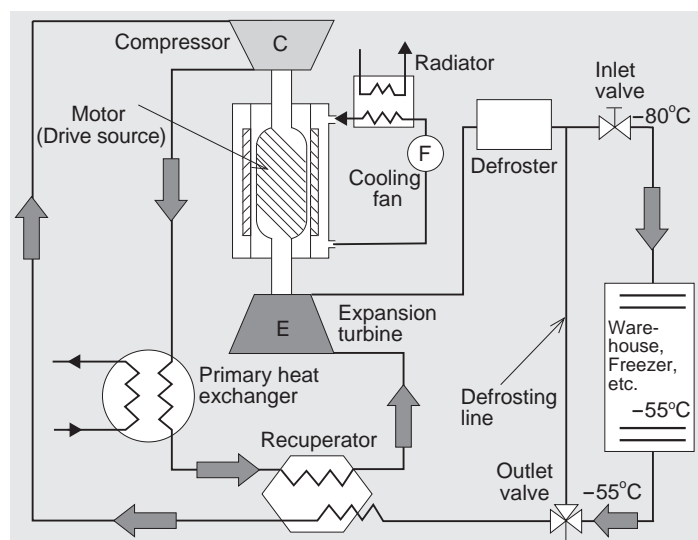 Compressor
C
Radiator
Inlet
valve
−80°C
Motor
(Drive source)
F
Cooling
fan
Defroster
E
Expansion
turbine
Ware-
house,
Freezer,
etc.
−55°C
Primary heat
exchanger
Defrosting
line
Recuperator
Outlet
valve
−55°C